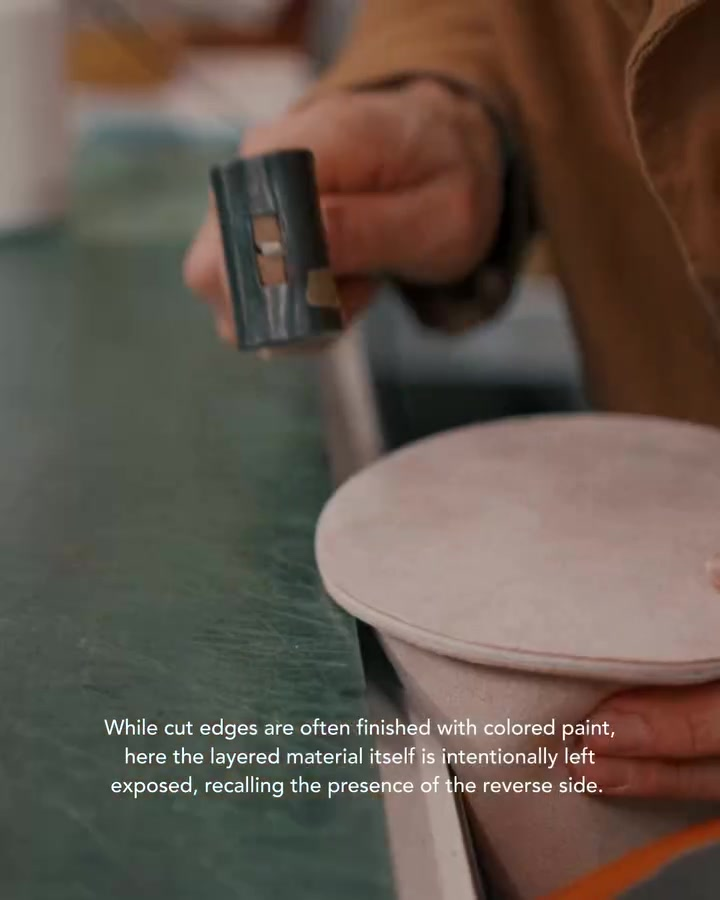 While cut edges are often finished with colored paint,
here the layered material itself is intentionally left
exposed, recalling the presence of the reverse side.